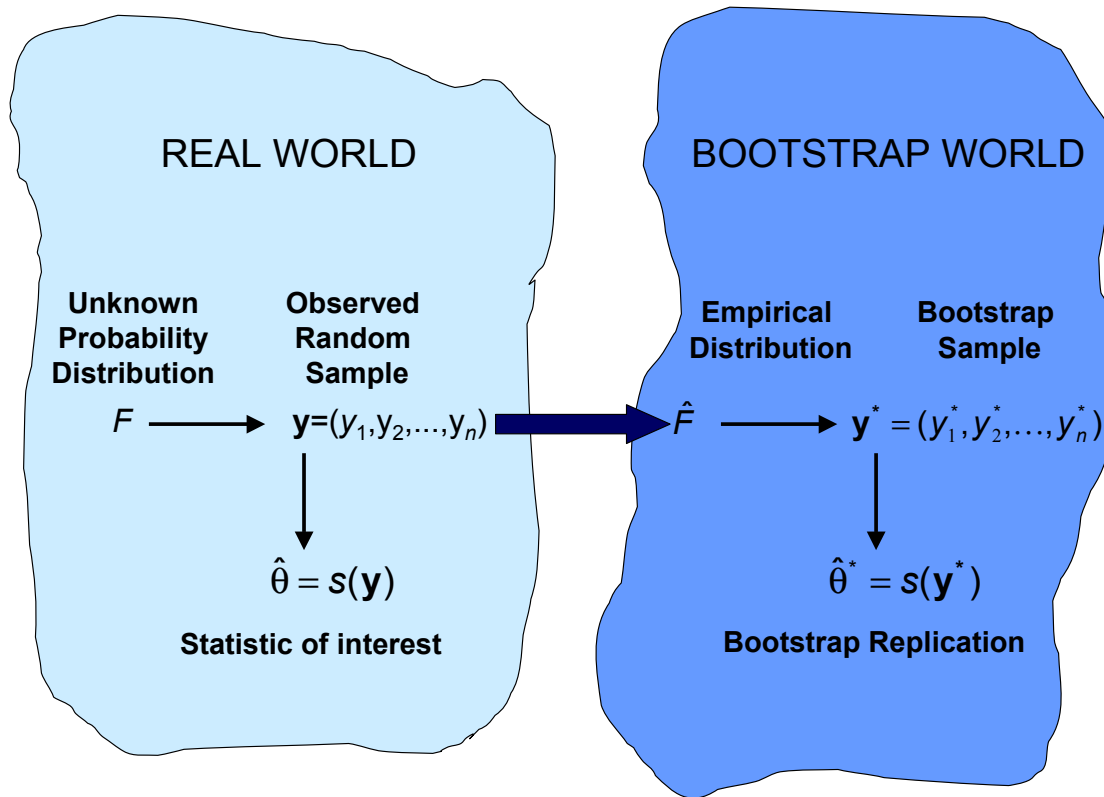 REAL WORLD
Unknown
Probability
Distribution
Observed
Random
Sample
F
y=(y₁,y₂,...,yₙ)
θ̂ = s(y)
Statistic of interest
BOOTSTRAP WORLD
Empirical
Distribution
Bootstrap
Sample
F̂
y* = (y₁*, y₂*, …, yₙ*)
θ̂* = s(y*)
Bootstrap Replication